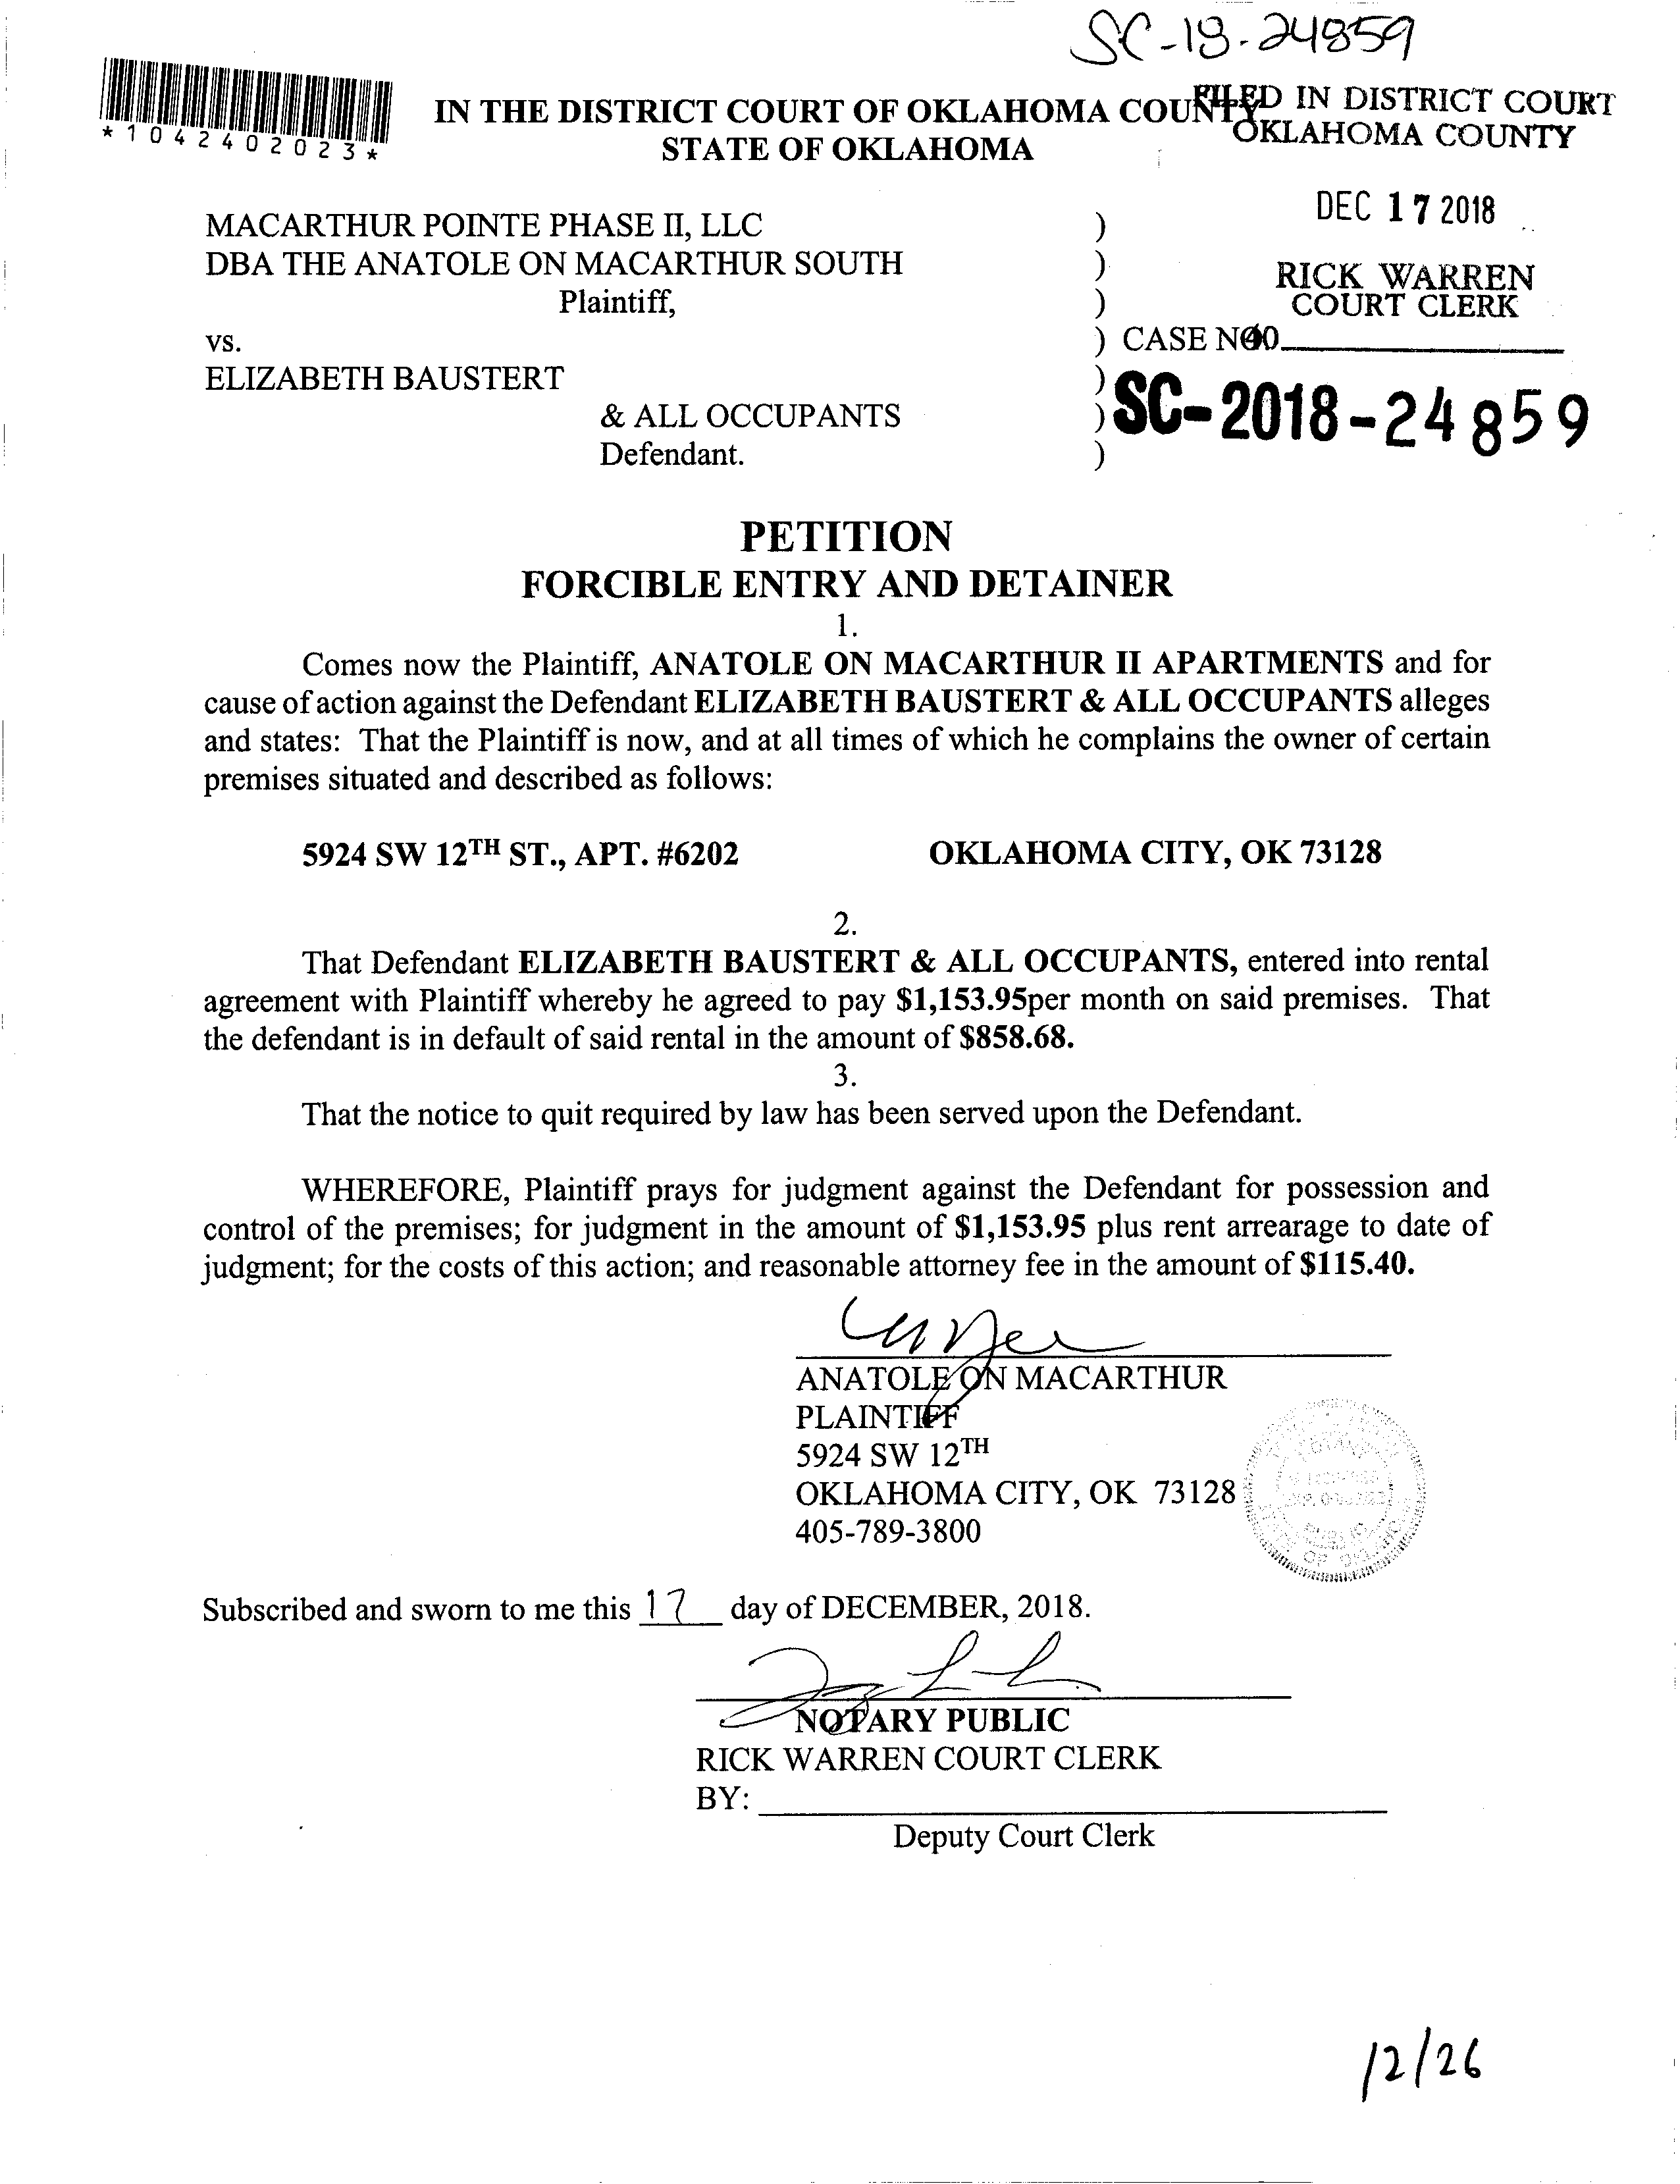 SC-18-24859
*1042402023*
IN THE DISTRICT COURT OF OKLAHOMA COUNTY
STATE OF OKLAHOMA
FILED IN DISTRICT COURT
OKLAHOMA COUNTY
DEC 17 2018
RICK WARREN
COURT CLERK
MACARTHUR POINTE PHASE II, LLC )
DBA THE ANATOLE ON MACARTHUR SOUTH )
Plaintiff, )
vs. ) CASE NO.
40
ELIZABETH BAUSTERT )
& ALL OCCUPANTS ) SC-2018-24859
Defendant. )
PETITION
FORCIBLE ENTRY AND DETAINER
1.
Comes now the Plaintiff, ANATOLE ON MACARTHUR II APARTMENTS and for
cause of action against the Defendant ELIZABETH BAUSTERT & ALL OCCUPANTS alleges
and states: That the Plaintiff is now, and at all times of which he complains the owner of certain
premises situated and described as follows:
5924 SW 12TH ST., APT. #6202 OKLAHOMA CITY, OK 73128
2.
That Defendant ELIZABETH BAUSTERT & ALL OCCUPANTS, entered into rental
agreement with Plaintiff whereby he agreed to pay $1,153.95per month on said premises. That
the defendant is in default of said rental in the amount of $858.68.
3.
That the notice to quit required by law has been served upon the Defendant.
WHEREFORE, Plaintiff prays for judgment against the Defendant for possession and
control of the premises; for judgment in the amount of $1,153.95 plus rent arrearage to date of
judgment; for the costs of this action; and reasonable attorney fee in the amount of $115.40.
ANATOLE ON MACARTHUR
PLAINTIFF
5924 SW 12TH
OKLAHOMA CITY, OK 73128
405-789-3800
Subscribed and sworn to me this 17 day of DECEMBER, 2018.
NOTARY PUBLIC
RICK WARREN COURT CLERK
BY:
Deputy Court Clerk
12/26